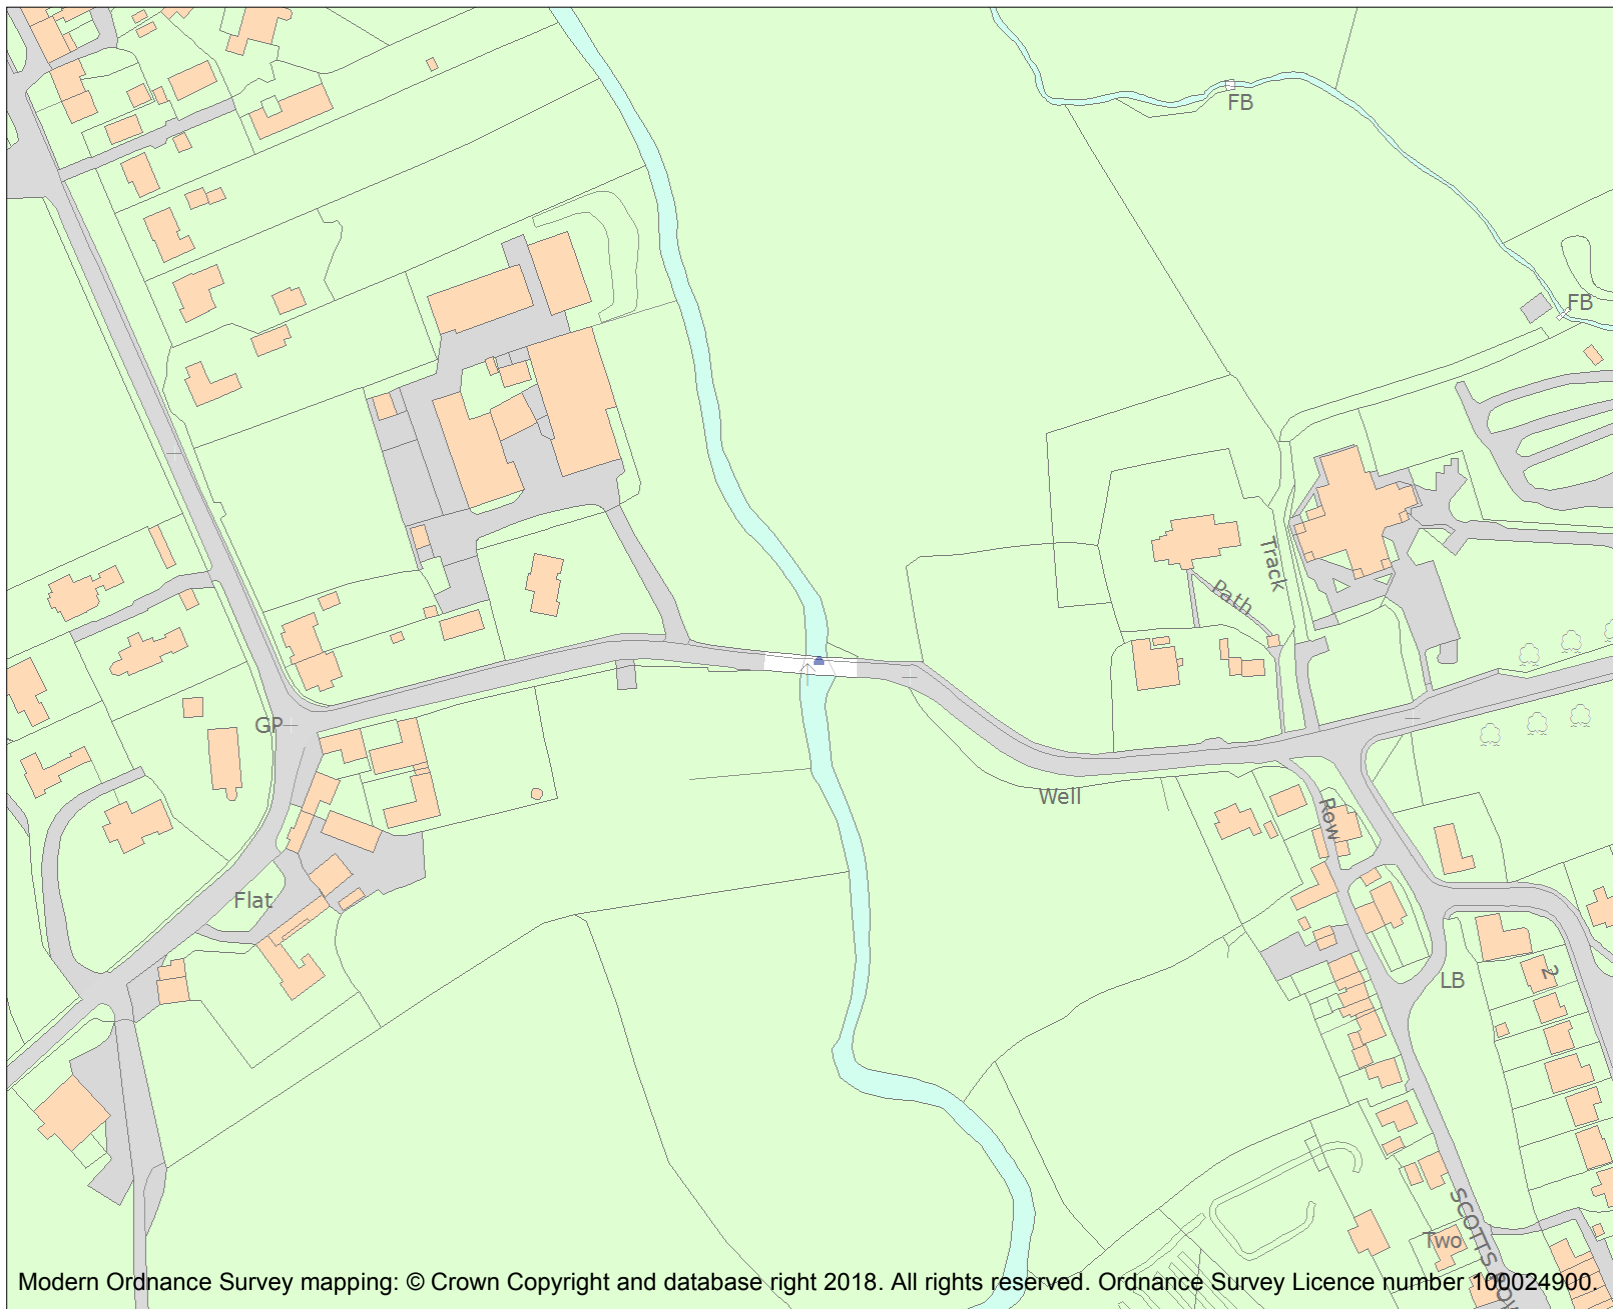 FB
FB
Track
Path
GP
Well
Row
Flat
2
LB
SCOTTS
Two
Modern Ordnance Survey mapping: © Crown Copyright and database right 2018. All rights reserved. Ordnance Survey Licence number 100024900.